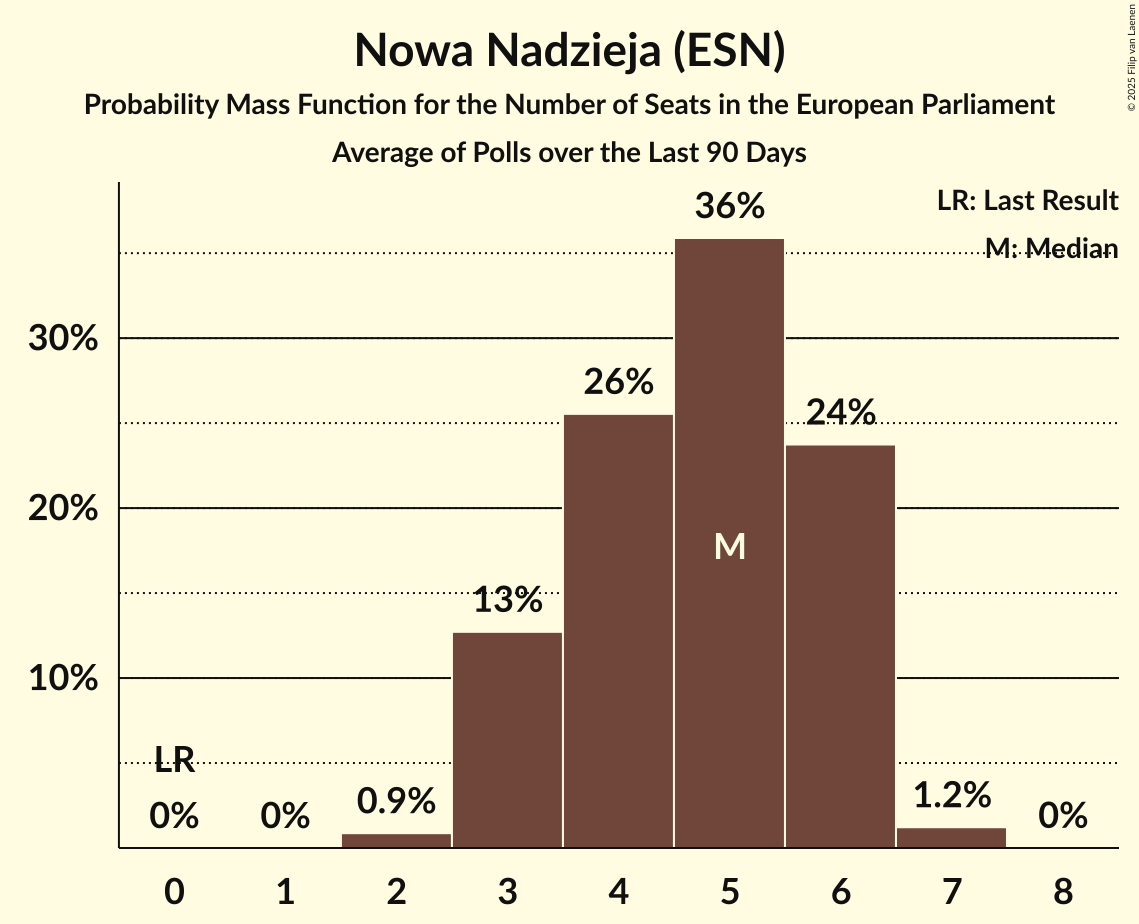 Nowa Nadzieja (ESN)
Probability Mass Function for the Number of Seats in the European Parliament
Average of Polls over the Last 90 Days
© 2025 Filip van Laenen
LR: Last Result
M: Median
36%
30%
26%
24%
20%
M
13%
10%
LR
0%
0%
0.9%
1.2%
0%
0 1 2 3 4 5 6 7 8